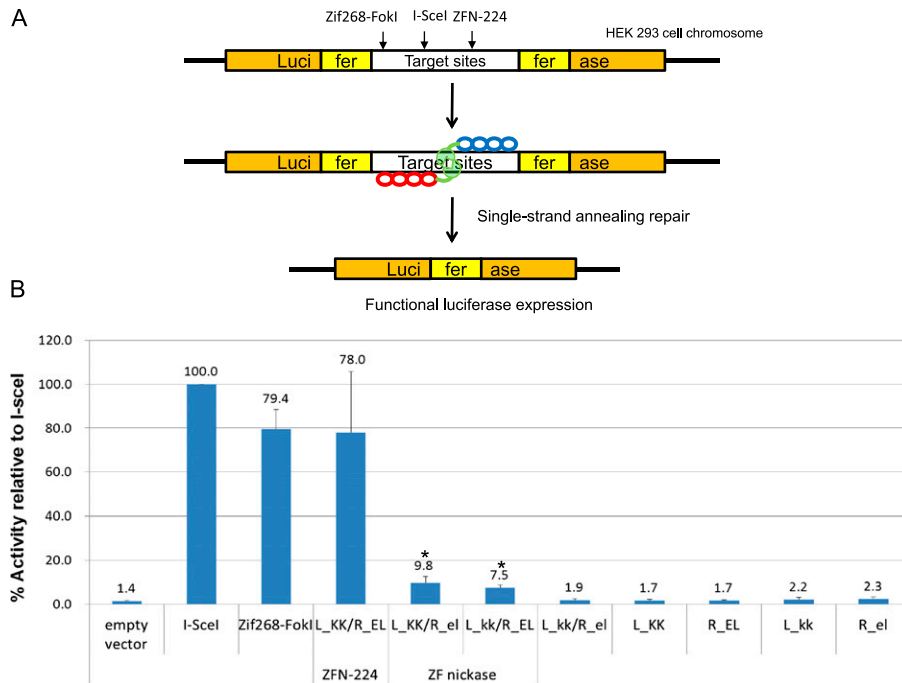 A
Zif268-FokI I-SceI ZFN-224
HEK 293 cell chromosome
Luci fer Target sites fer ase
Luci fer Target sites fer ase
Single-strand annealing repair
Luci fer ase
Functional luciferase expression
B
% Activity relative to I-sceI
120.0
100.0
80.0
60.0
40.0
20.0
0.0
1.4
100.0
79.4
78.0
*
9.8
*
7.5
1.9
1.7
1.7
2.2
2.3
empty vector I-SceI Zif268-FokI L_KK/R_EL L_KK/R_el L_kk/R_EL L_kk/R_el L_KK R_EL L_kk R_el
ZFN-224 ZF nickase